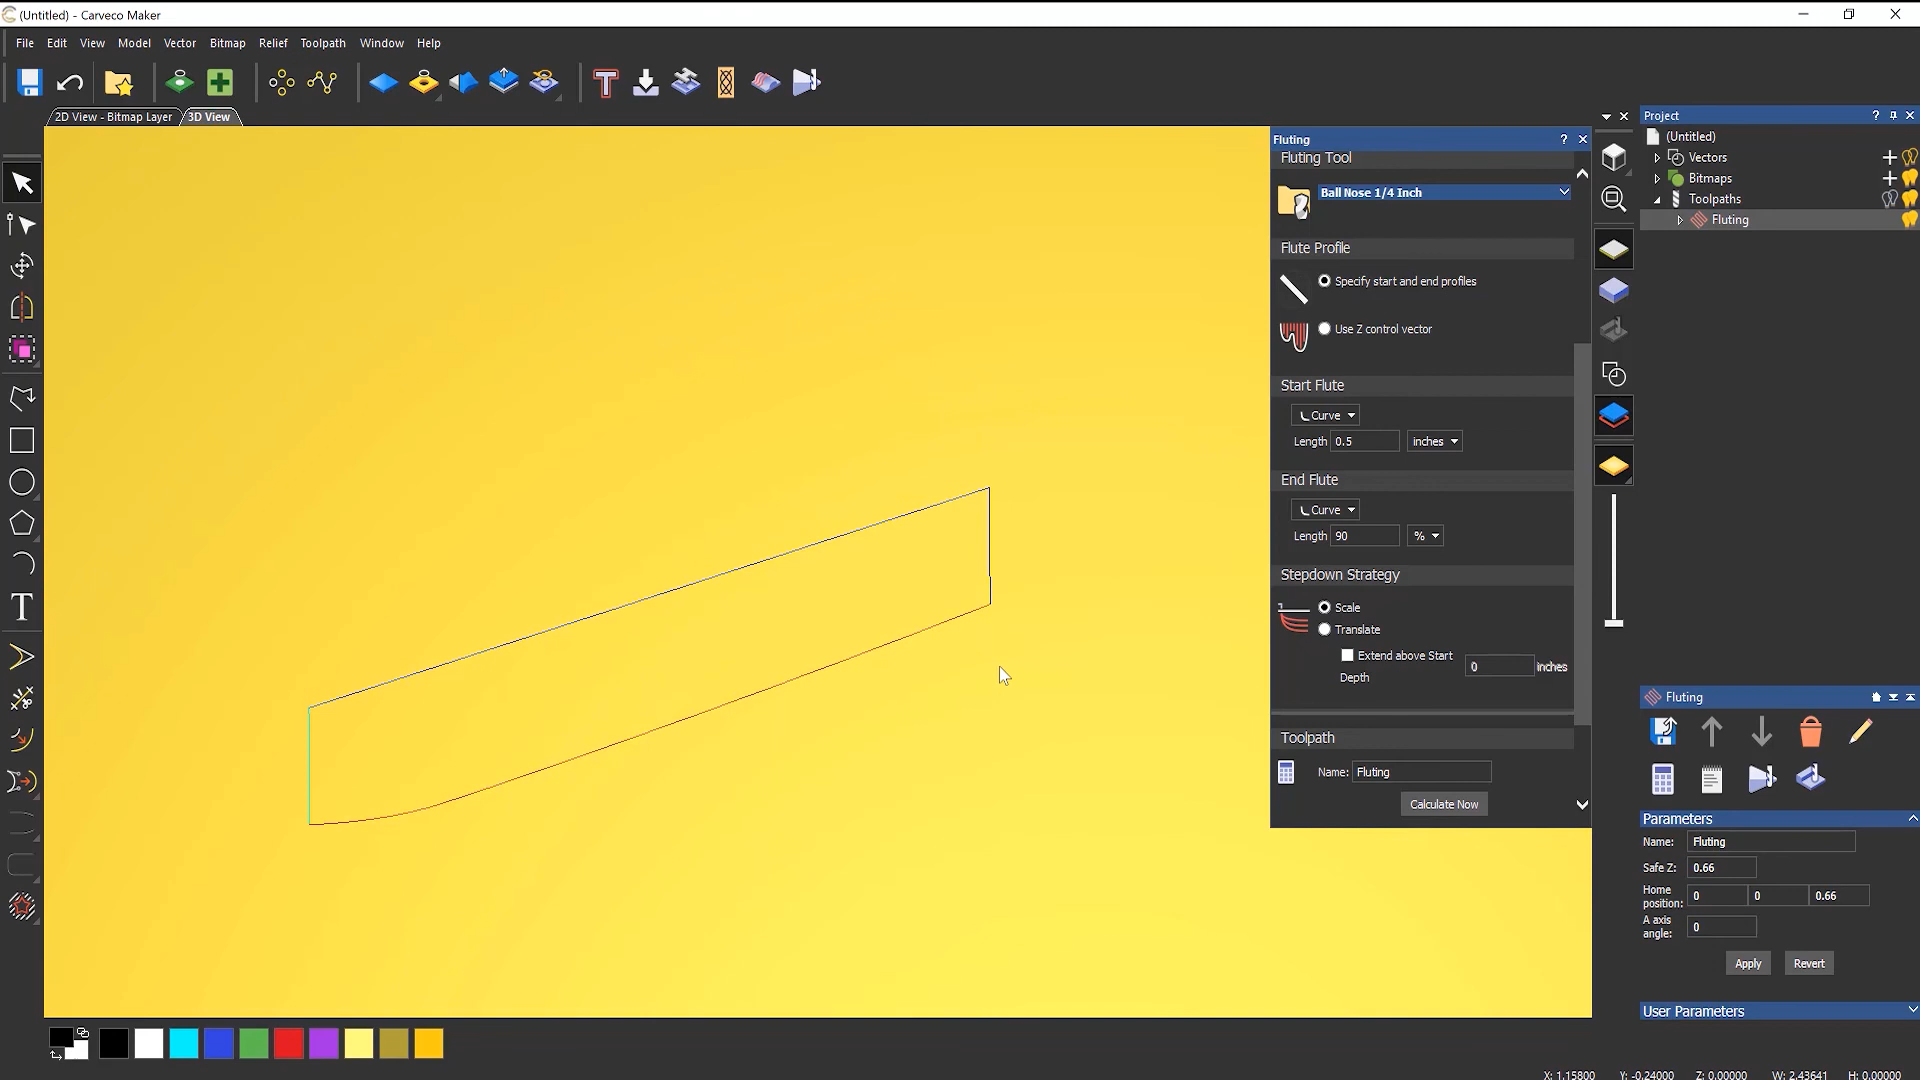 (Untitled) - Carveco Maker
File Edit View Model Vector Bitmap Relief Toolpath Window Help
2D View - Bitmap Layer 3D View
Fluting
Fluting Tool
Ball Nose 1/4 Inch
Flute Profile
Specify start and end profiles
Use Z control vector
Start Flute
Curve
Length 0.5 inches
End Flute
Curve
Length 90 %
Stepdown Strategy
Scale
Translate
Extend above Start Depth 0 inches
Toolpath
Name: Fluting
Calculate Now
Project
(Untitled)
Vectors
Bitmaps
Toolpaths
Fluting
Fluting
Parameters
Name: Fluting
Safe Z: 0.66
Home position: 0 0 0.66
A axis angle: 0
Apply Revert
User Parameters
X: 1.15800 Y: -0.24000 Z: 0.00000 W: 2.43641 H: 0.00000